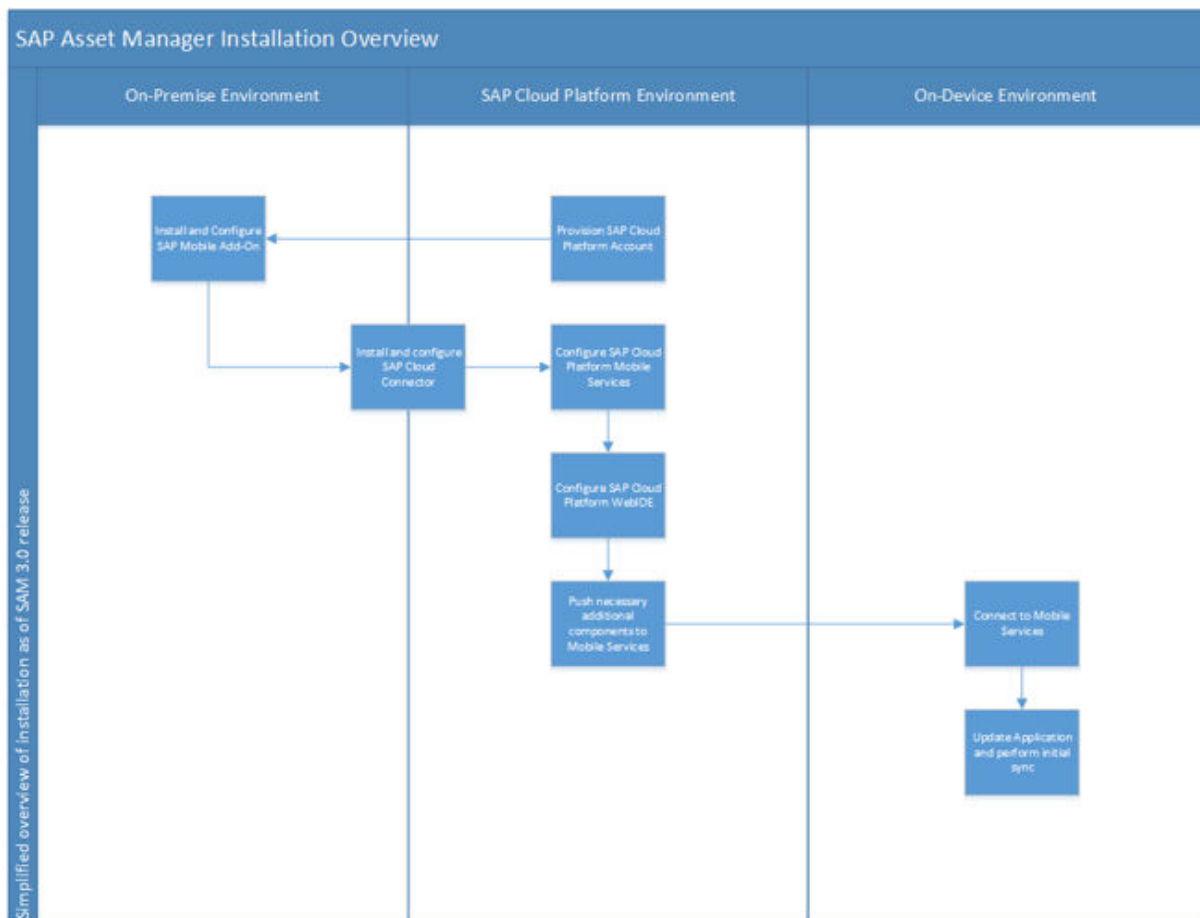 SAP Asset Manager Installation Overview
On-Premise Environment
SAP Cloud Platform Environment
On-Device Environment
Simplified overview of installation as of SAM 3.0 release
Install and Configure
SAP Mobile Add-On
Provision SAP Cloud
Platform Account
Install and configure
SAP Cloud
Connector
Configure SAP Cloud
Platform Mobile
Services
Configure SAP Cloud
Platform WebIDE
Push necessary
additional
components to
Mobile Services
Connect to Mobile
Services
Update Application
and perform initial
sync